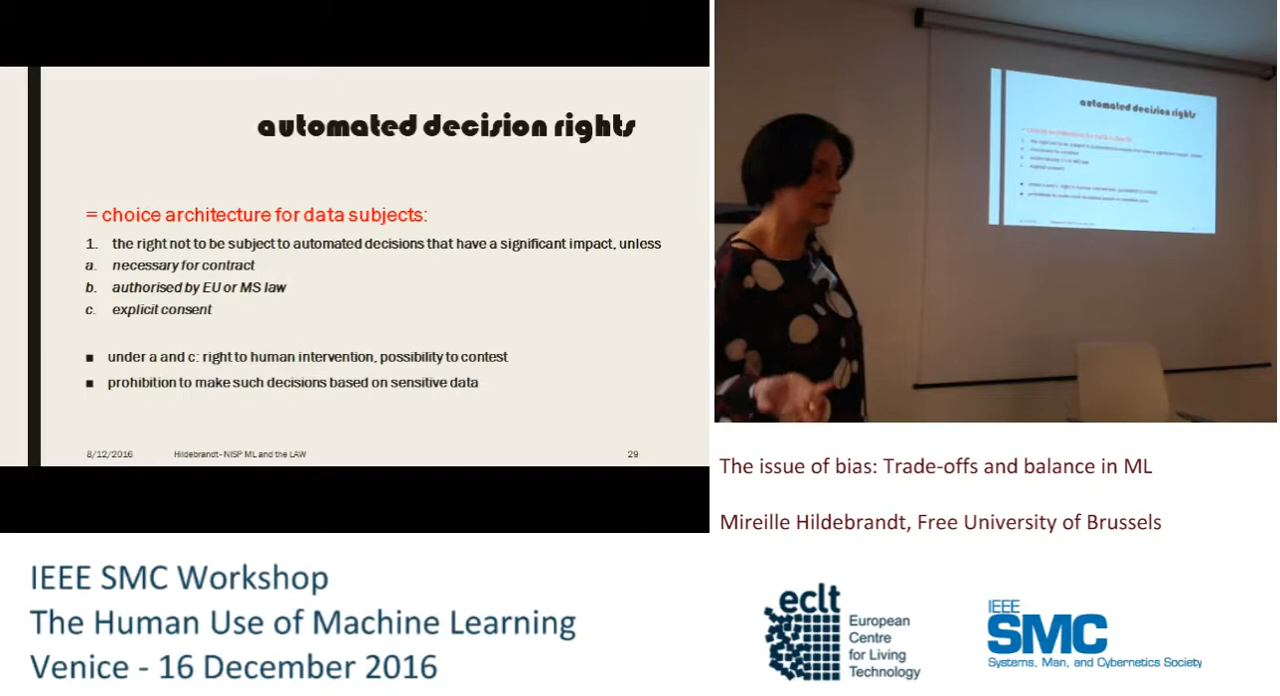 automated decision rights
= choice architecture for data subjects:
1. the right not to be subject to automated decisions that have a significant impact, unless
a. necessary for contract
b. authorised by EU or MS law
c. explicit consent
■ under a and c: right to human intervention, possibility to contest
■ prohibition to make such decisions based on sensitive data
8/12/2016 Hildebrandt - NISP ML and the LAW 29
automated decision rights
The issue of bias: Trade-offs and balance in ML
Mireille Hildebrandt, Free University of Brussels
IEEE SMC Workshop
The Human Use of Machine Learning
Venice - 16 December 2016
eclt
European
Centre
for Living
Technology
IEEE
SMC
Systems, Man, and Cybernetics Society